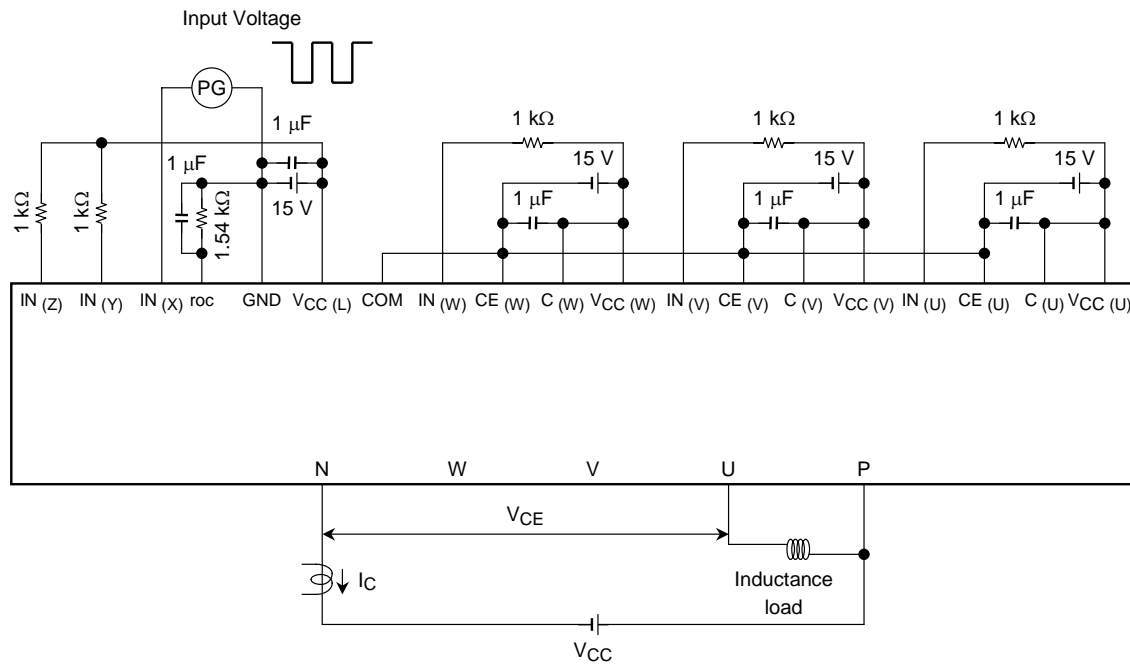 Input Voltage
PG
1 μF
1 kΩ
1 kΩ
1 kΩ
1 μF
15 V
15 V
15 V
1 kΩ
1 kΩ
1.54 kΩ
15 V
1 μF
1 μF
1 μF
IN (Z)
IN (Y)
IN (X)
roc
GND
VCC (L)
COM
IN (W)
CE (W)
C (W)
VCC (W)
IN (V)
CE (V)
C (V)
VCC (V)
IN (U)
CE (U)
C (U)
VCC (U)
N
W
V
U
P
VCE
IC
Inductance
load
VCC